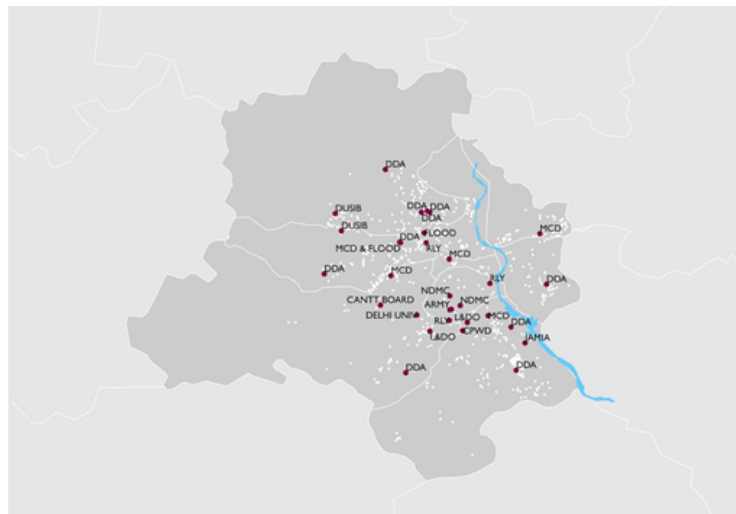 DDA
DUSIB
DDA DDA
DDA
DUSIB
FLOOD
MCD
DDA
MCD & FLOOD
RLY
MCD
DDA
MCD
RLY
DDA
NDMC
CANTT. BOARD
ARMY
NDMC
DELHI UNIV
RLY
L&DO
MCD
DDA
L&DO
CPWD
JAMIA
DDA
DDA